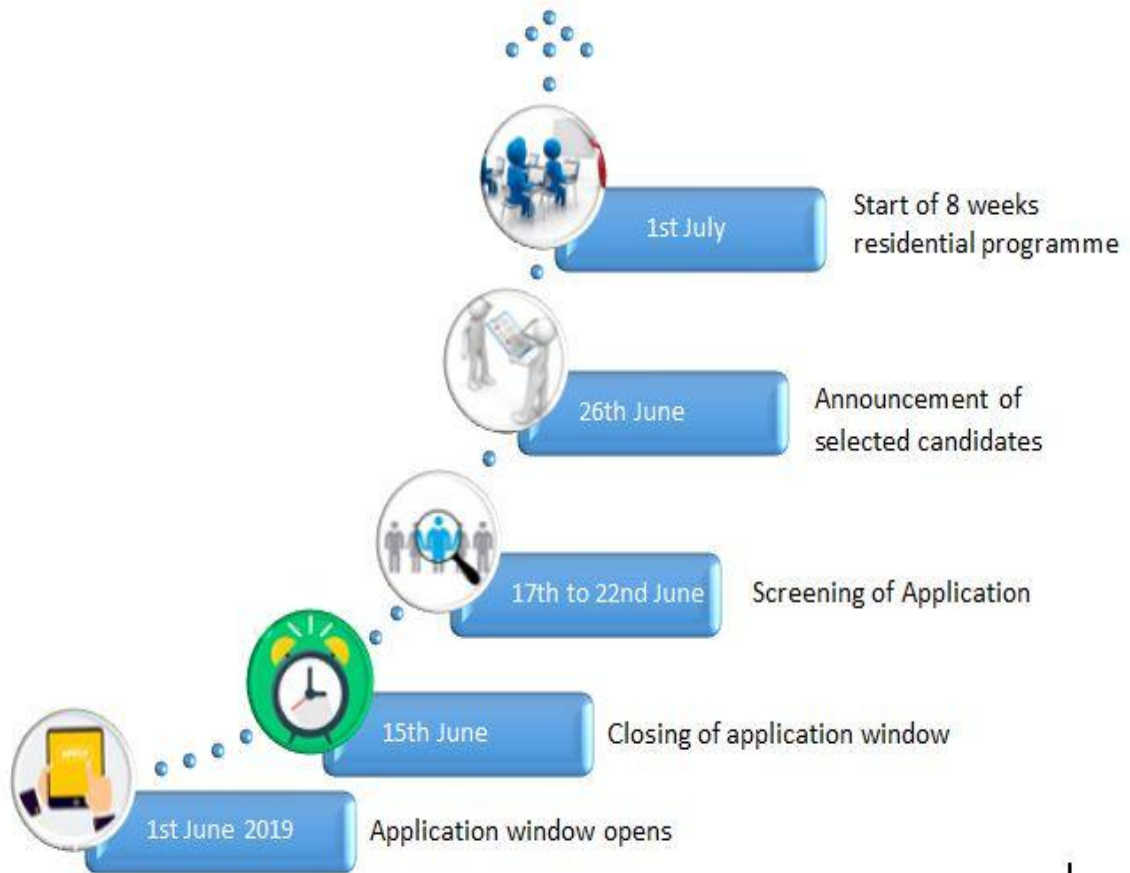 1st July
Start of 8 weeks
residential programme
26th June
Announcement of
selected candidates
17th to 22nd June
Screening of Application
15th June
Closing of application window
APPLY
1st June 2019
Application window opens